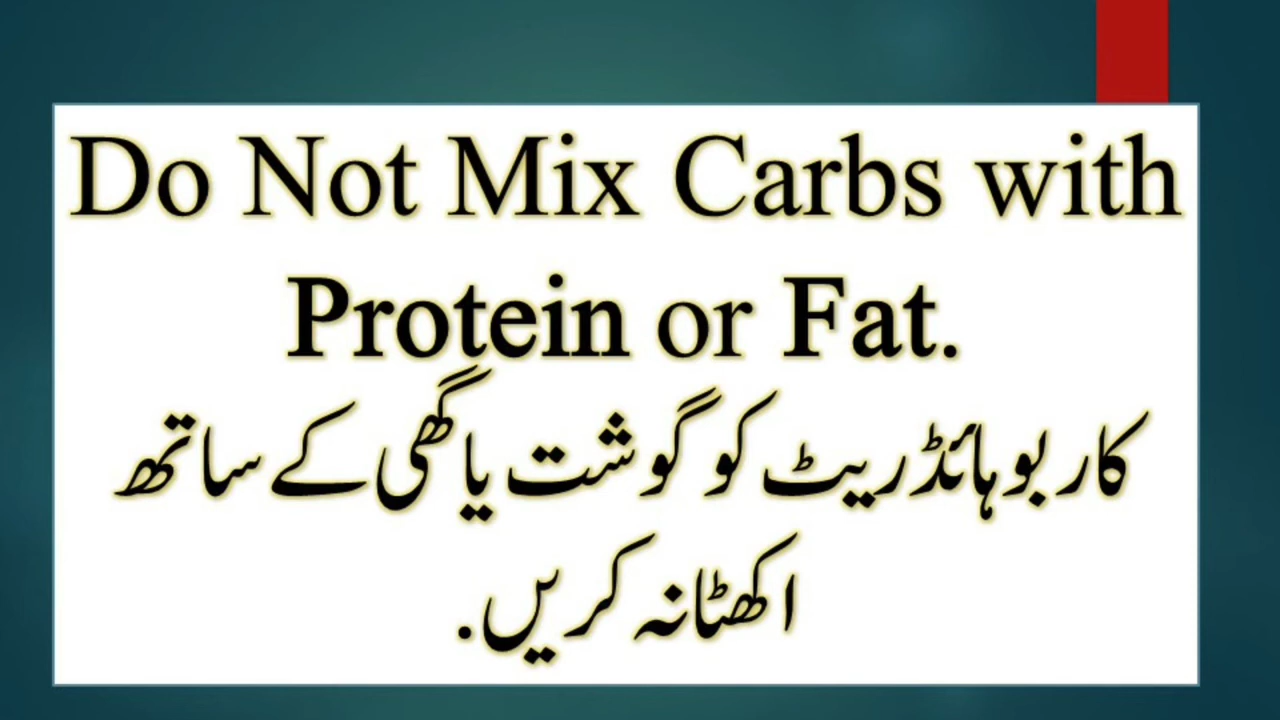 Do Not Mix Carbs with
Protein or Fat.
کاربوہائڈریٹ کو گوشت یا گھی کے ساتھ
اکھٹا نہ کریں.